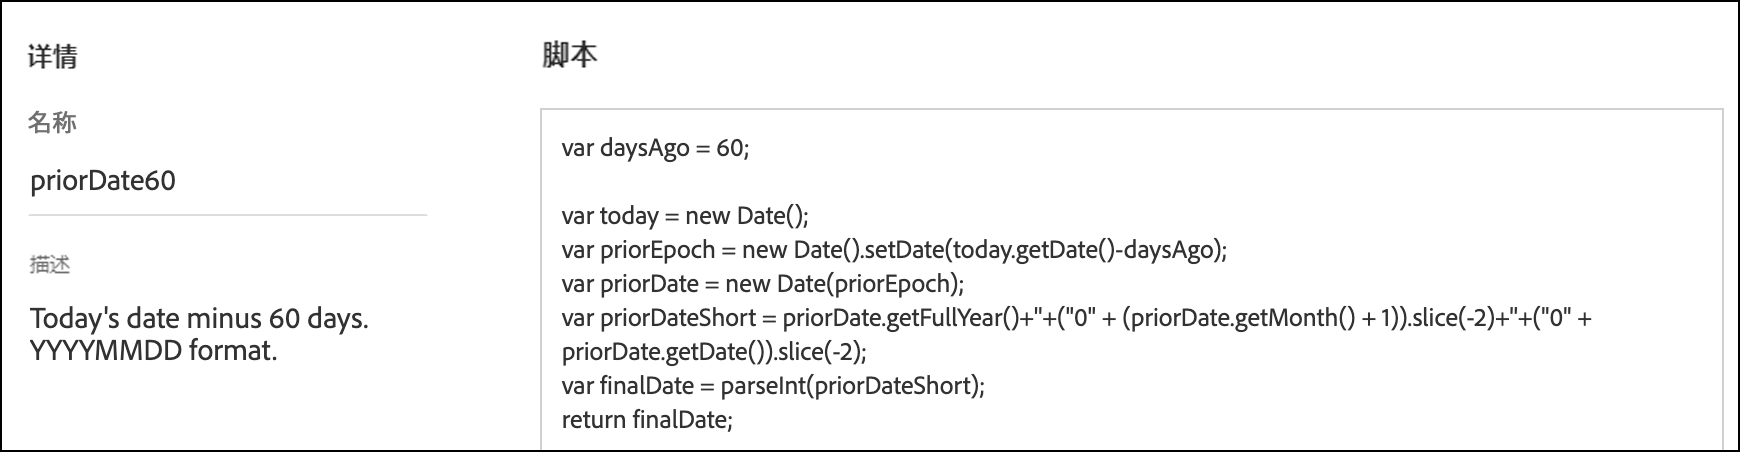 详情
名称
priorDate60
描述
Today's date minus 60 days.
YYYYMMDD format.
脚本
var daysAgo = 60;
var today = new Date();
var priorEpoch = new Date().setDate(today.getDate()-daysAgo);
var priorDate = new Date(priorEpoch);
var priorDateShort = priorDate.getFullYear()+"+("0" + (priorDate.getMonth() + 1)).slice(-2)+"+("0" +
priorDate.getDate()).slice(-2);
var finalDate = parseInt(priorDateShort);
return finalDate;